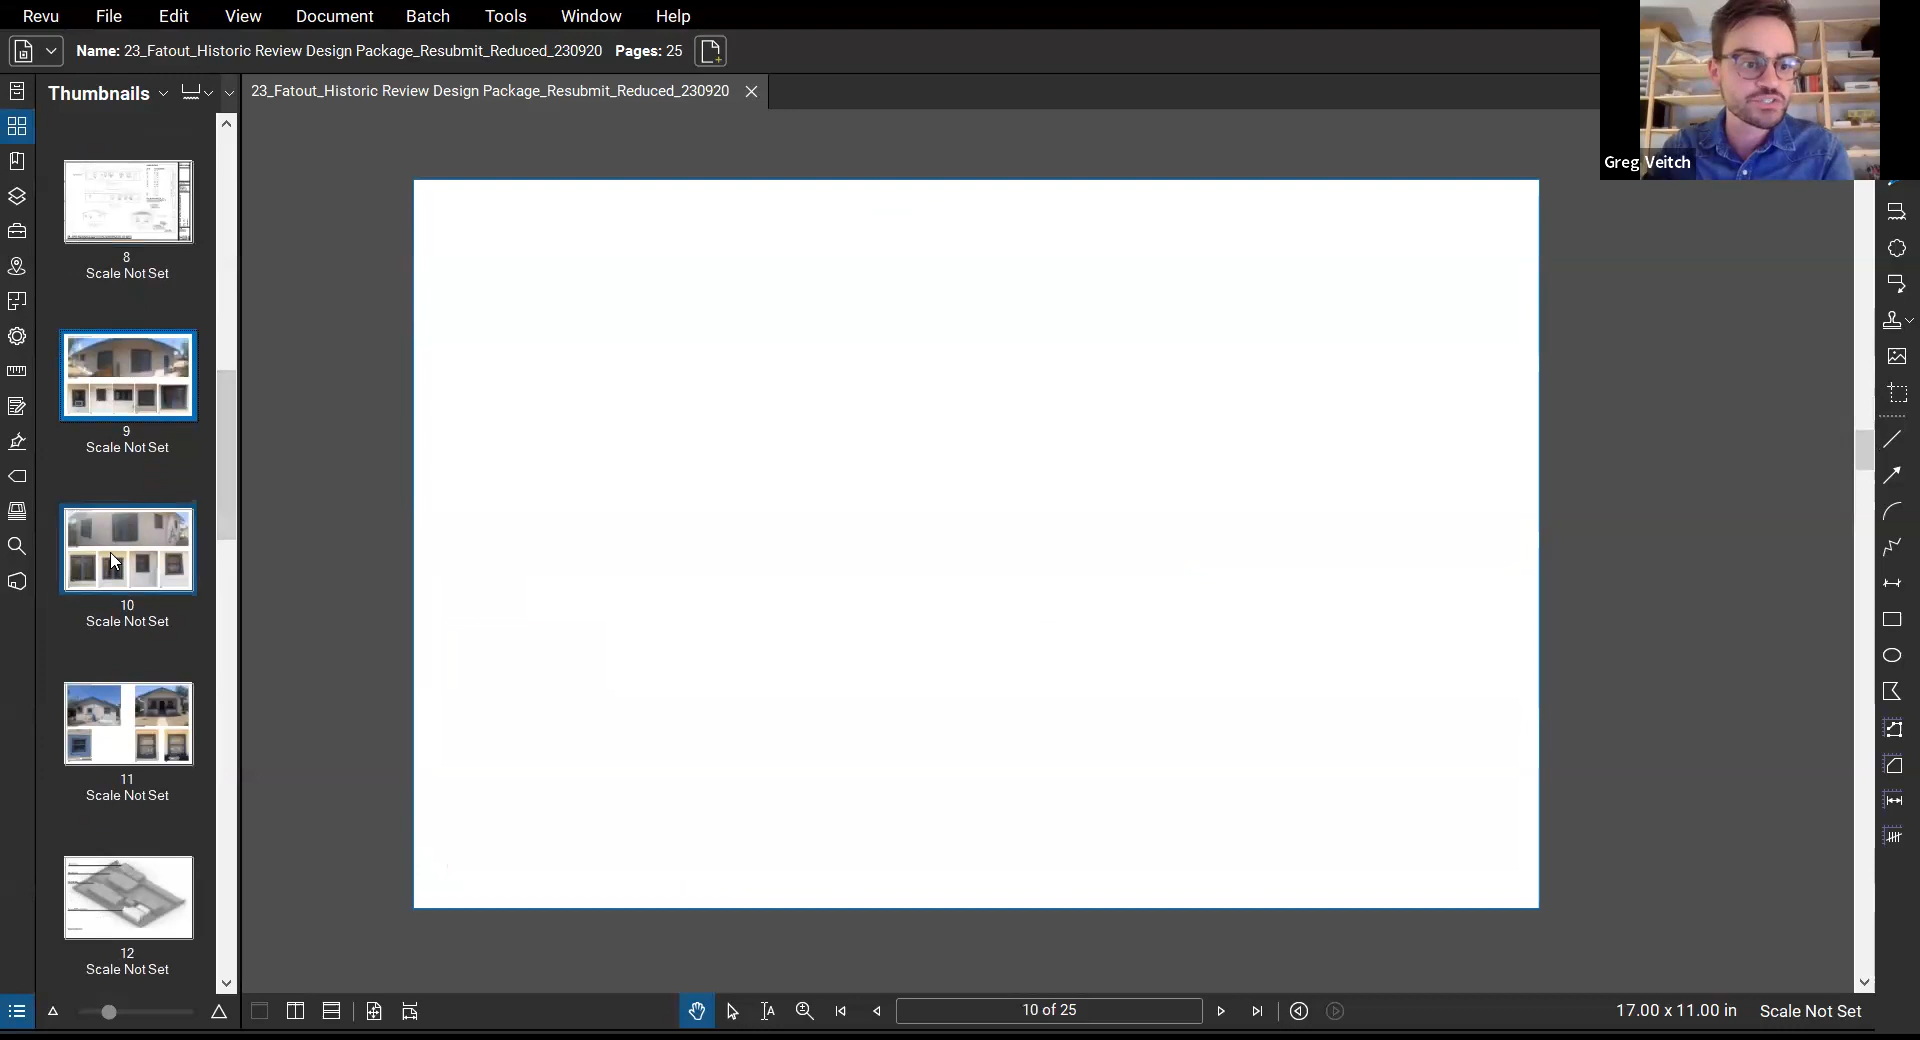 Revu File Edit View Document Batch Tools Window Help
Name: 23_Fatout_Historic Review Design Package_Resubmit_Reduced_230920 Pages: 25
Thumbnails
23_Fatout_Historic Review Design Package_Resubmit_Reduced_230920
Greg Veitch
8
Scale Not Set
9
Scale Not Set
10
Scale Not Set
11
Scale Not Set
12
Scale Not Set
10 of 25
17.00 x 11.00 in Scale Not Set